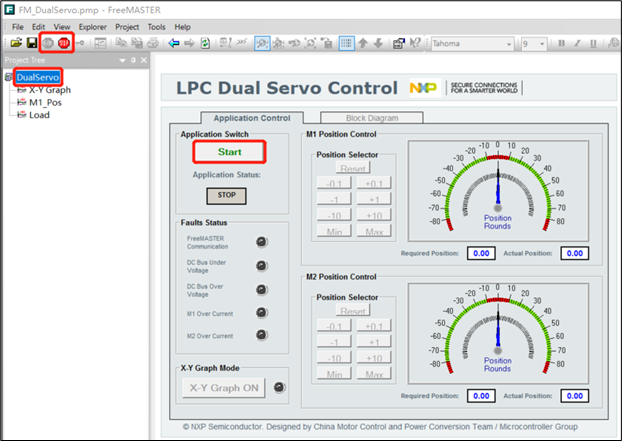 FM_DualServo.pmp - FreeMASTER
File Edit View Explorer Project Tools Help
Tahoma 9 B I U
Project Tree
DualServo
X-Y Graph
M1_Pos
Load
LPC Dual Servo Control NXP SECURE CONNECTIONS
FOR A SMARTER WORLD
Application Control Block Diagram
Application Switch
Start
Application Status:
STOP
Faults Status
FreeMASTER
Communication
DC Bus Under
Voltage
DC Bus Over
Voltage
M1 Over Current
M2 Over Current
X-Y Graph Mode
X-Y Graph ON
M1 Position Control
Position Selector
Reset
-0.1 +0.1
-1 +1
-10 +10
Min Max
-80 -70 -60 -50 -40 -30 -20 -10 0 10 20 30 40 50 60 70 80
Position
Rounds
Required Position: 0.00 Actual Position: 0.00
M2 Position Control
Position Selector
Reset
-0.1 +0.1
-1 +1
-10 +10
Min Max
-80 -70 -60 -50 -40 -30 -20 -10 0 10 20 30 40 50 60 70 80
Position
Rounds
Required Position: 0.00 Actual Position: 0.00
© NXP Semiconductor. Designed by China Motor Control and Power Conversion Team / Microcontroller Group